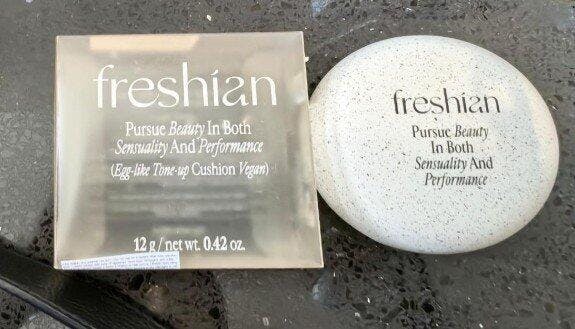 freshian
Pursue Beauty In Both
Sensuality And Performance
(Egg-like Tone-up Cushion Vegan)
12 g / net wt. 0.42 oz.
freshian
Pursue Beauty
In Both
Sensuality And
Performance